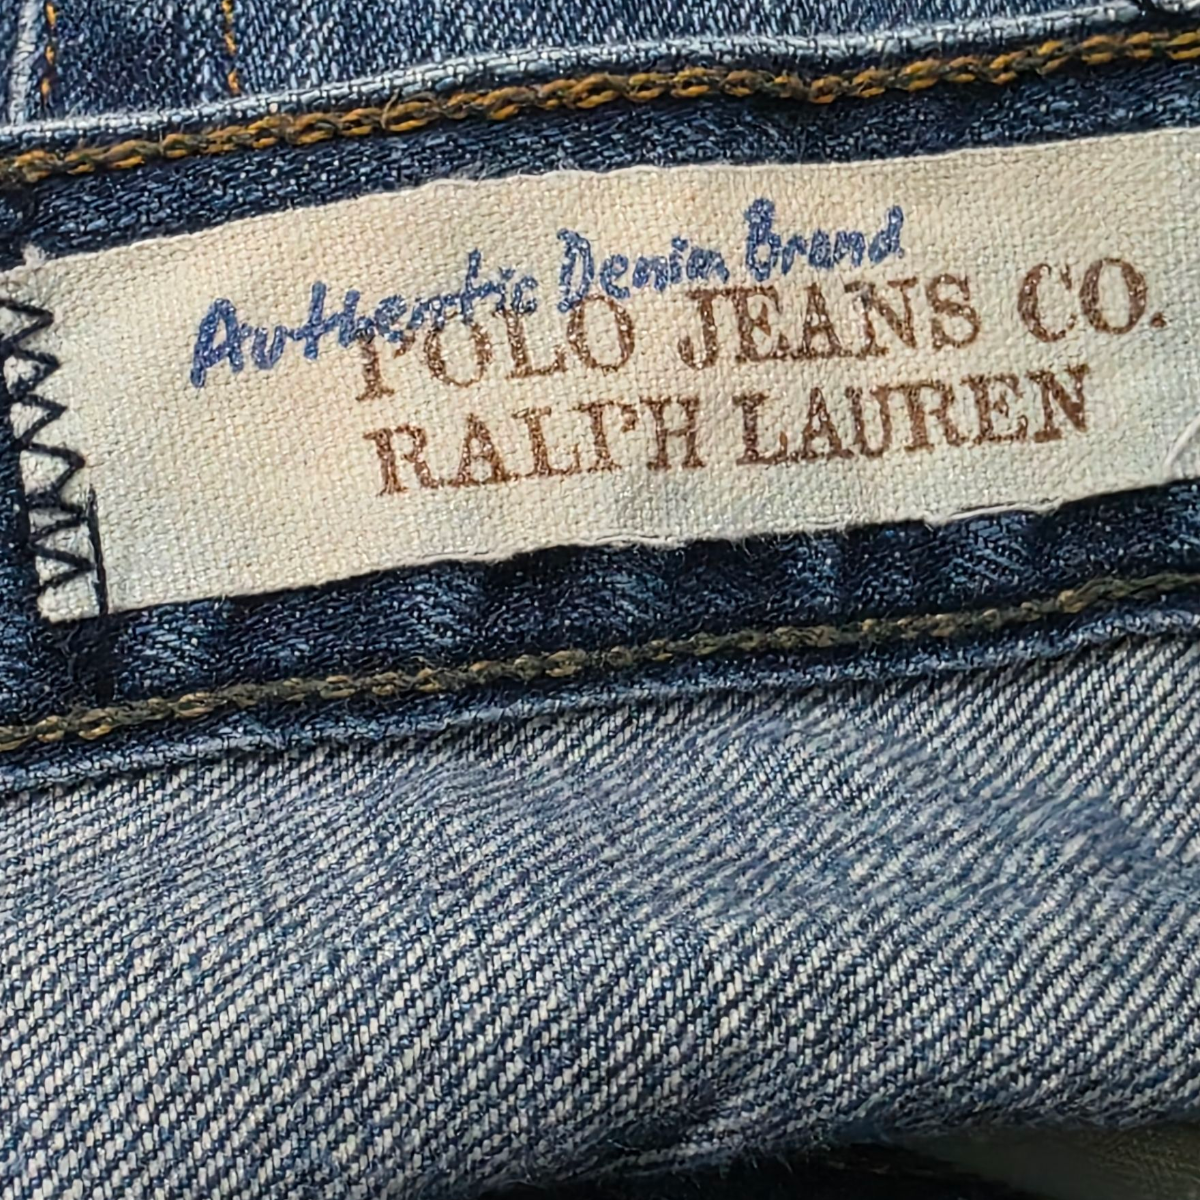 Authentic Denim Brand
POLO JEANS CO.
RALPH LAUREN